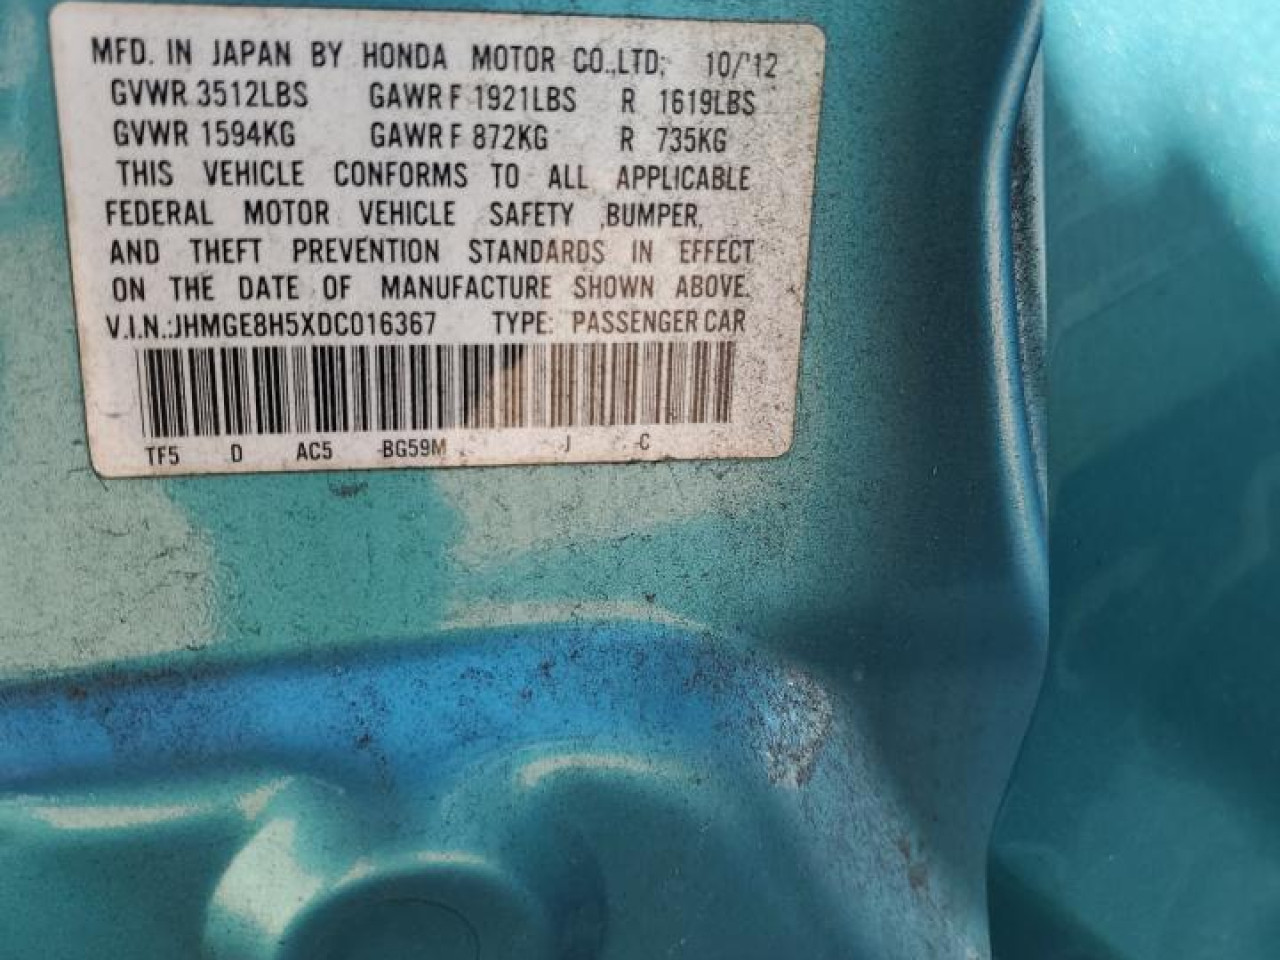 MFD. IN JAPAN BY HONDA MOTOR CO.,LTD; 10/'12
GVWR 3512LBS GAWR F 1921LBS R 1619LBS
GVWR 1594KG GAWR F 872KG R 735KG
THIS VEHICLE CONFORMS TO ALL APPLICABLE
FEDERAL MOTOR VEHICLE SAFETY ,BUMPER,
AND THEFT PREVENTION STANDARDS IN EFFECT
ON THE DATE OF MANUFACTURE SHOWN ABOVE.
V.I.N.:JHMGE8H5XDC016367 TYPE: PASSENGER CAR
TF5 D AC5 BG59M J C